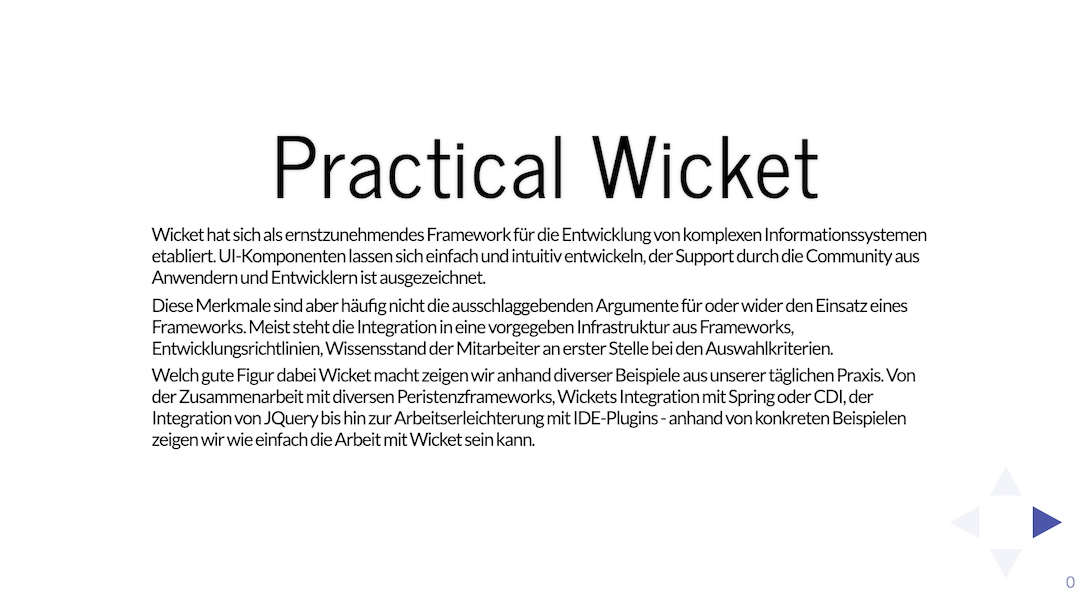 Practical Wicket
Wicket hat sich als ernstzunehmendes Framework für die Entwicklung von komplexen Informationssystemen
etabliert. UI-Komponenten lassen sich einfach und intuitiv entwickeln, der Support durch die Community aus
Anwendern und Entwicklern ist ausgezeichnet.
Diese Merkmale sind aber häufig nicht die ausschlaggebenden Argumente für oder wider den Einsatz eines
Frameworks. Meist steht die Integration in eine vorgegeben Infrastruktur aus Frameworks,
Entwicklungsrichtlinien, Wissensstand der Mitarbeiter an erster Stelle bei den Auswahlkriterien.
Welch gute Figur dabei Wicket macht zeigen wir anhand diverser Beispiele aus unserer täglichen Praxis. Von
der Zusammenarbeit mit diversen Peristenzframeworks, Wickets Integration mit Spring oder CDI, der
Integration von JQuery bis hin zur Arbeitserleichterung mit IDE-Plugins - anhand von konkreten Beispielen
zeigen wir wie einfach die Arbeit mit Wicket sein kann.
0